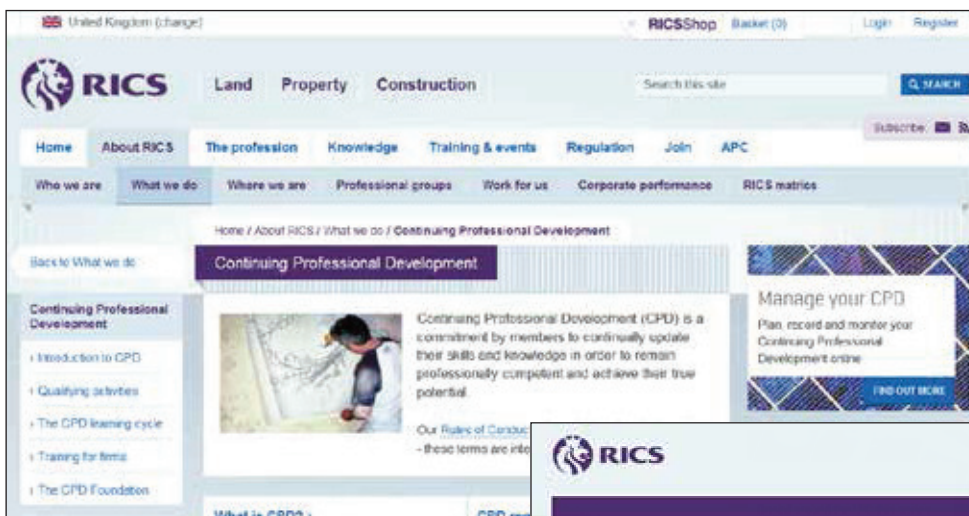 United Kingdom (change)
RICSShop Basket (0) Login Register
RICS Land Property Construction
Search this site SEARCH
Subscribe:
Home About RICS The profession Knowledge Training & events Regulation Join APC
Who we are What we do Where we are Professional groups Work for us Corporate performance RICS matrics
Home / About RICS / What we do / Continuing Professional Development
Back to What we do
Continuing Professional Development
Continuing Professional
Development
› Introduction to CPD
› Qualifying activities
› The CPD learning cycle
› Training for firms
› The CPD Foundation
Continuing Professional Development (CPD) is a
commitment by members to continually update
their skills and knowledge in order to remain
professionally competent and achieve their true
potential.
Our Rules of Conduct
- these terms are inte
What is CPD? ›
CPD
Manage your CPD
Plan, record and monitor your
Continuing Professional
Development online
FIND OUT MORE
RICS